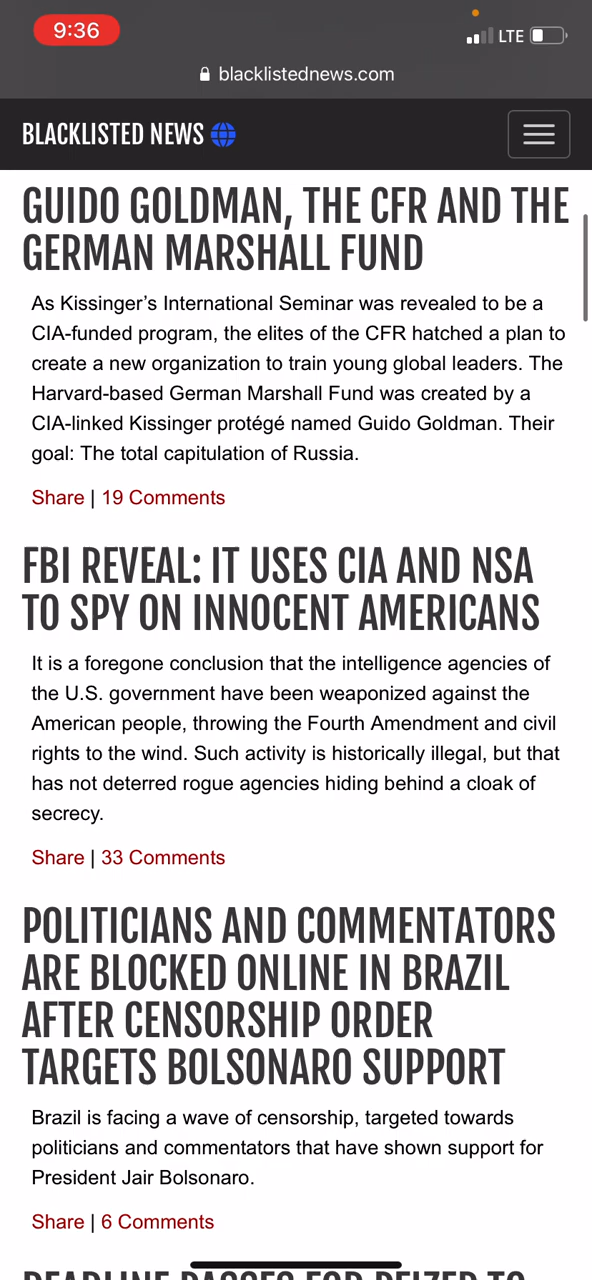 9:36
LTE
blacklistednews.com
BLACKLISTED NEWS
GUIDO GOLDMAN, THE CFR AND THE
GERMAN MARSHALL FUND
As Kissinger’s International Seminar was revealed to be a
CIA-funded program, the elites of the CFR hatched a plan to
create a new organization to train young global leaders. The
Harvard-based German Marshall Fund was created by a
CIA-linked Kissinger protégé named Guido Goldman. Their
goal: The total capitulation of Russia.
Share | 19 Comments
FBI REVEAL: IT USES CIA AND NSA
TO SPY ON INNOCENT AMERICANS
It is a foregone conclusion that the intelligence agencies of
the U.S. government have been weaponized against the
American people, throwing the Fourth Amendment and civil
rights to the wind. Such activity is historically illegal, but that
has not deterred rogue agencies hiding behind a cloak of
secrecy.
Share | 33 Comments
POLITICIANS AND COMMENTATORS
ARE BLOCKED ONLINE IN BRAZIL
AFTER CENSORSHIP ORDER
TARGETS BOLSONARO SUPPORT
Brazil is facing a wave of censorship, targeted towards
politicians and commentators that have shown support for
President Jair Bolsonaro.
Share | 6 Comments
DEADLINE PASSES FOR PFIZER TO